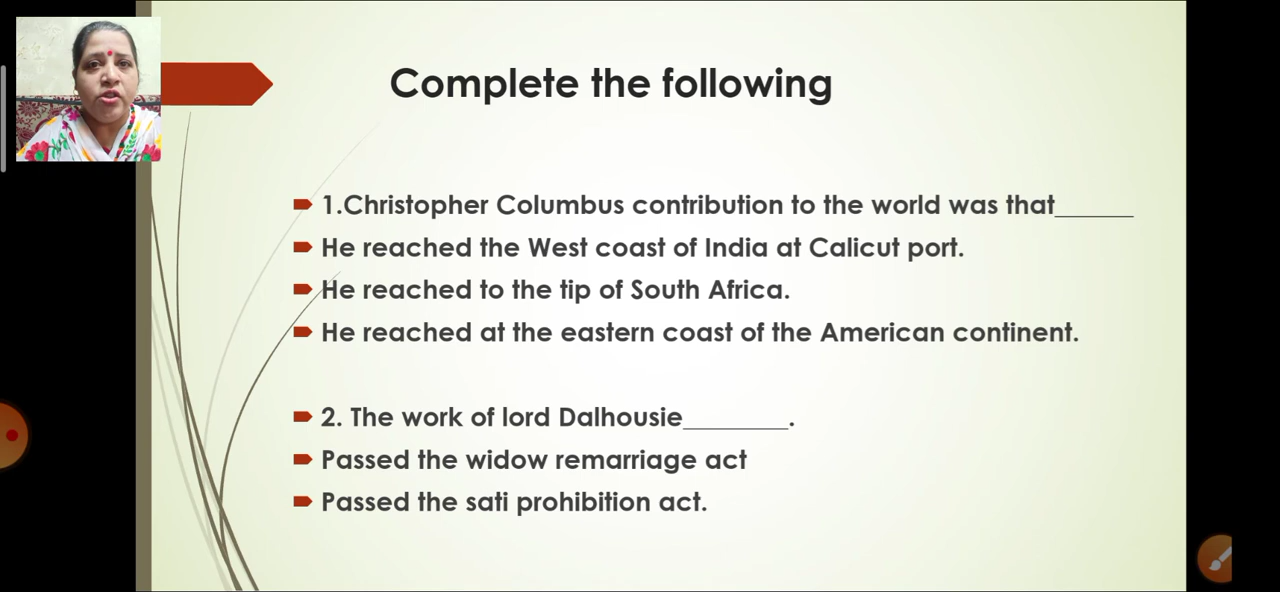 Complete the following
1.Christopher Columbus contribution to the world was that______
He reached the West coast of India at Calicut port.
He reached to the tip of South Africa.
He reached at the eastern coast of the American continent.
2. The work of lord Dalhousie________.
Passed the widow remarriage act
Passed the sati prohibition act.